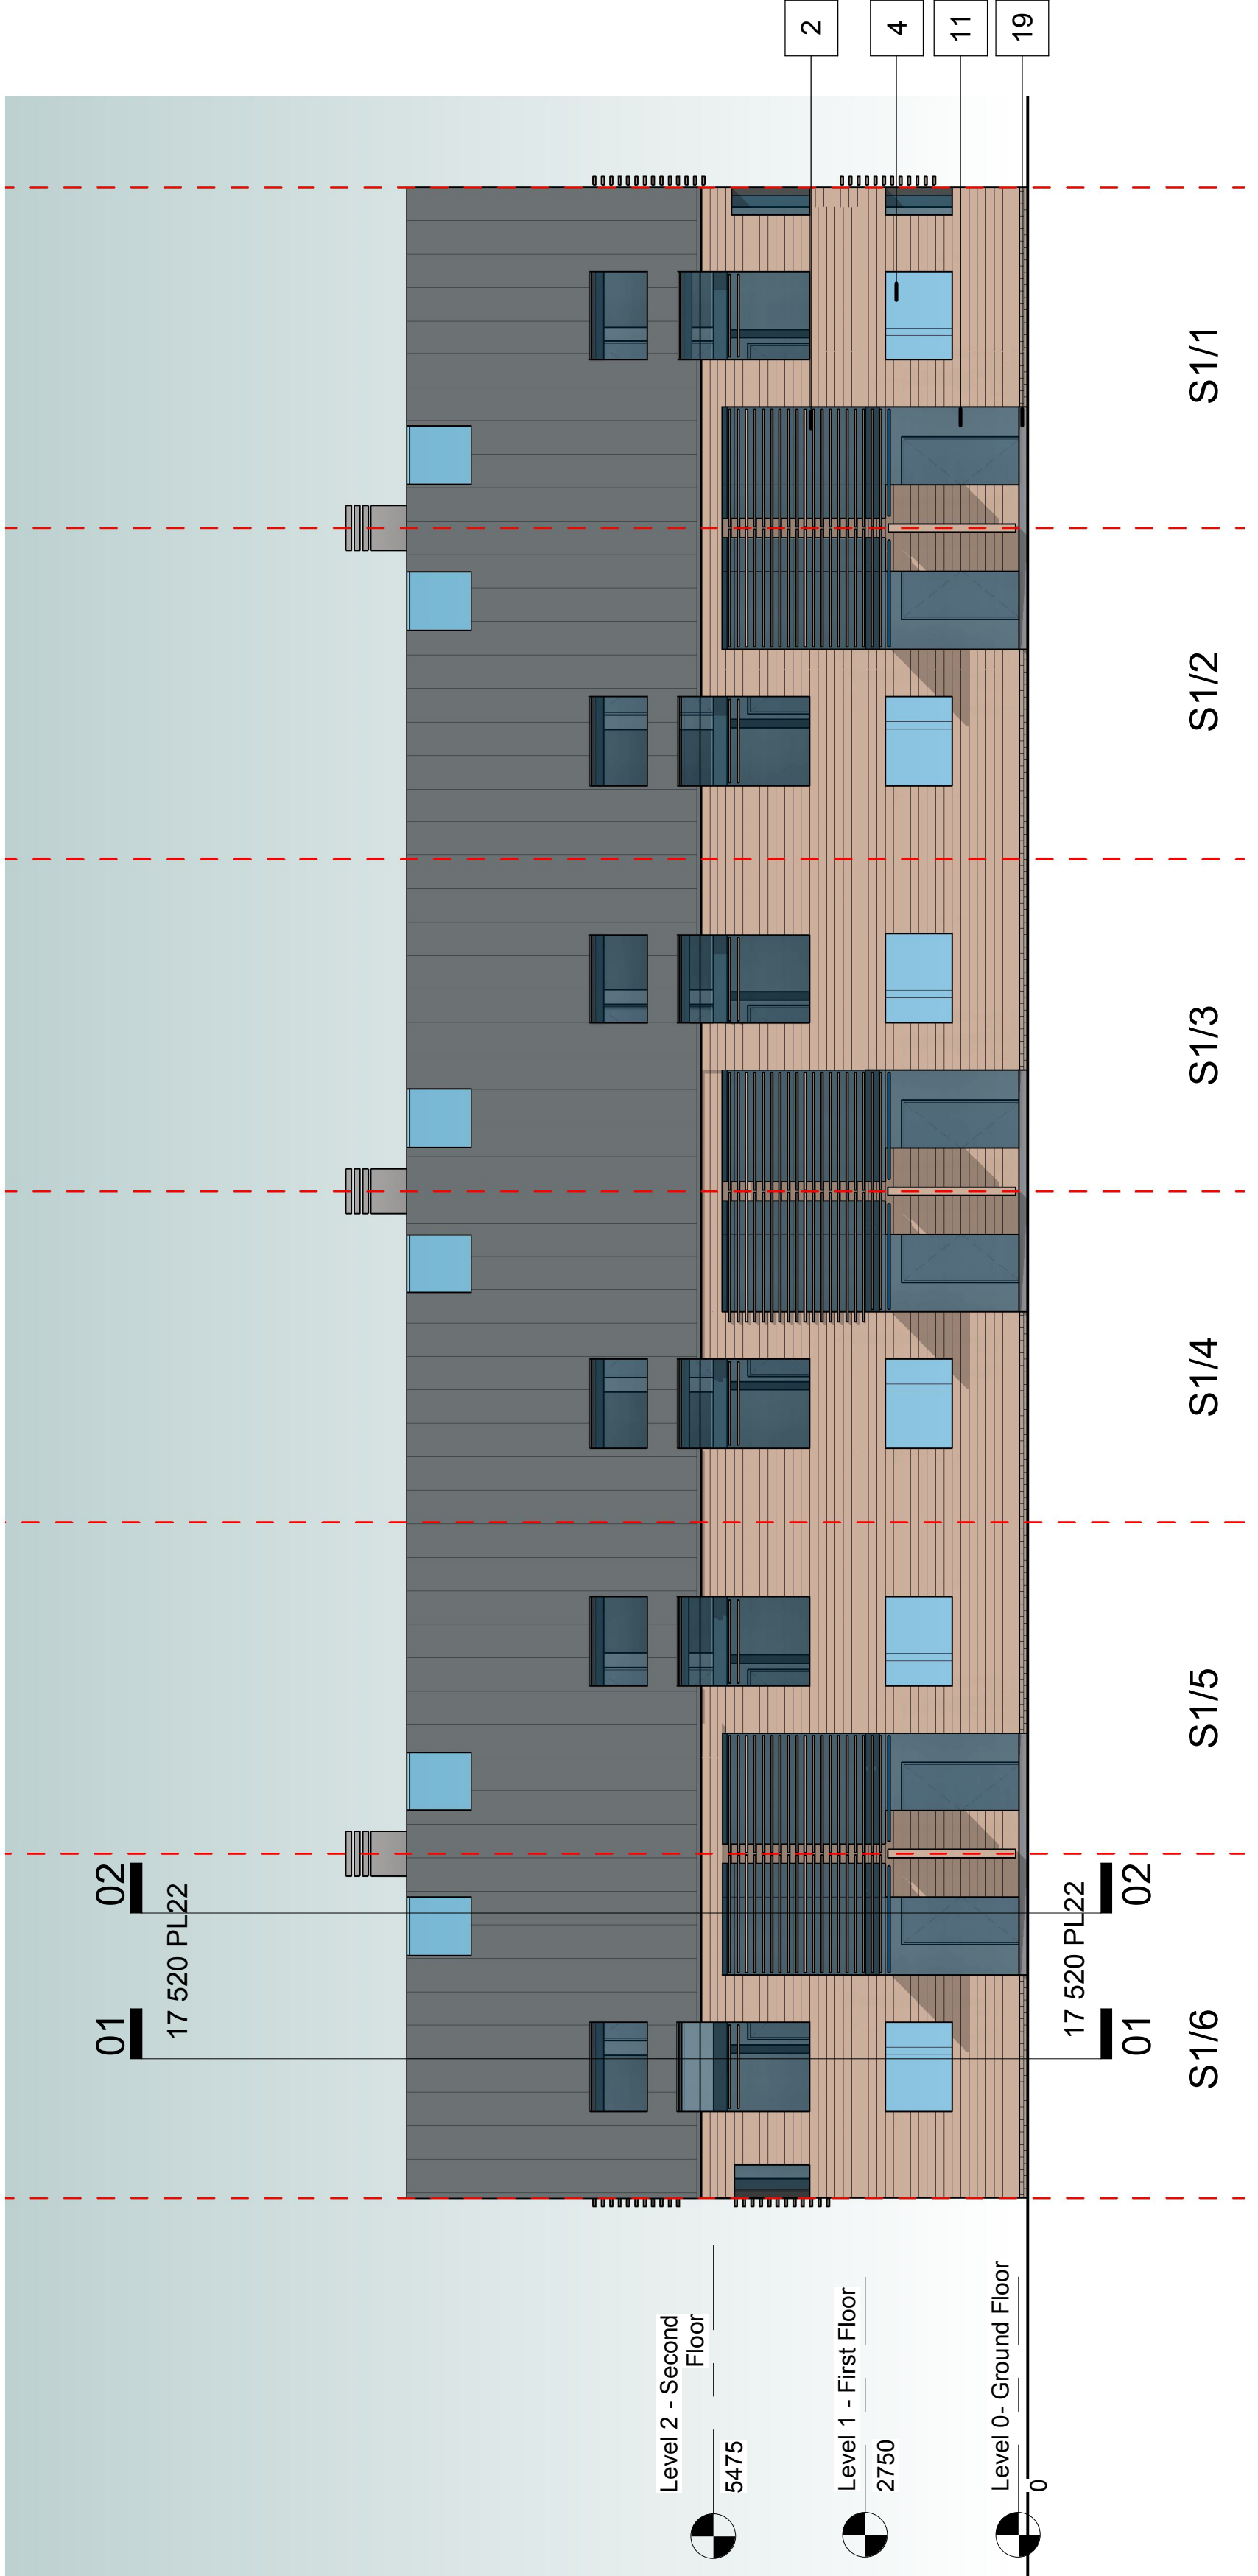 01
02
17 520 PL22
Level 2 - Second
Floor
5475
Level 1 - First Floor
2750
Level 0- Ground Floor
0
2
4
11
19
17 520 PL22
01
02
S1/6
S1/5
S1/4
S1/3
S1/2
S1/1